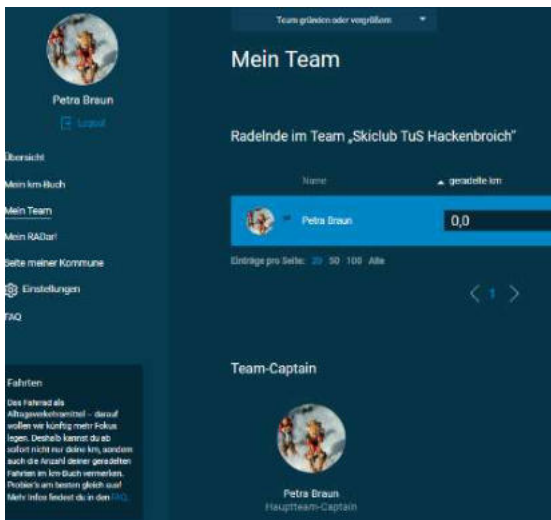 Team gründen oder vergrößern
Mein Team
Petra Braun
Logout
Übersicht
Mein km-Buch
Mein Team
Mein RADar!
Seite meiner Kommune
Einstellungen
FAQ
Fahrten
Das Fahrrad als
Alltagsverkehrsmittel – darauf
wollen wir künftig mehr Fokus
legen. Deshalb kannst du ab
sofort nicht nur deine km, sondern
auch die Anzahl deiner geradelten
Fahrten im km-Buch vermerken.
Probier's am besten gleich aus!
Mehr Infos findest du in den FAQ.
Radelnde im Team „Skiclub TuS Hackenbroich“
Name geradelte km
Petra Braun 0,0
Einträge pro Seite: 20 50 100 Alle
1
Team-Captain
Petra Braun
Hauptteam-Captain